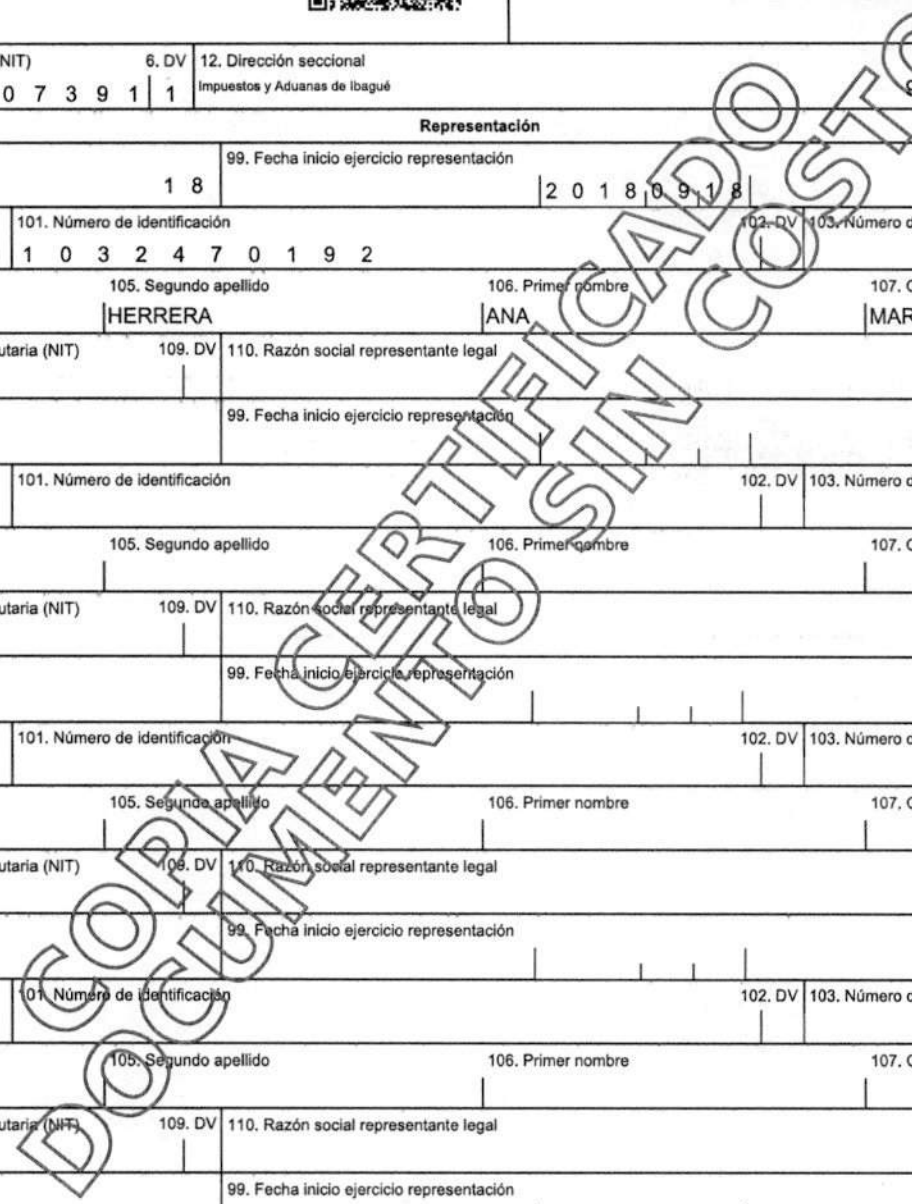 NIT) 6. DV 12. Dirección seccional
0 7 3 9 1 1 Impuestos y Aduanas de Ibagué
Representación
99. Fecha inicio ejercicio representación
1 8 2 0 1 8 0 9 1 8
101. Número de identificación 102. DV 103. Número d
1 0 3 2 4 7 0 1 9 2
105. Segundo apellido 106. Primer nombre 107. O
HERRERA ANA MAR
utaria (NIT) 109. DV 110. Razón social representante legal
99. Fecha inicio ejercicio representación
101. Número de identificación 102. DV 103. Número d
105. Segundo apellido 106. Primer nombre 107. O
utaria (NIT) 109. DV 110. Razón social representante legal
99. Fecha inicio ejercicio representación
101. Número de identificación 102. DV 103. Número d
105. Segundo apellido 106. Primer nombre 107. O
utaria (NIT) 109. DV 110. Razón social representante legal
99. Fecha inicio ejercicio representación
101. Número de identificación 102. DV 103. Número d
105. Segundo apellido 106. Primer nombre 107. O
utaria (NIT) 109. DV 110. Razón social representante legal
99. Fecha inicio ejercicio representación
COPIA CERTIFICADO
DOCUMENTO SIN COSTO